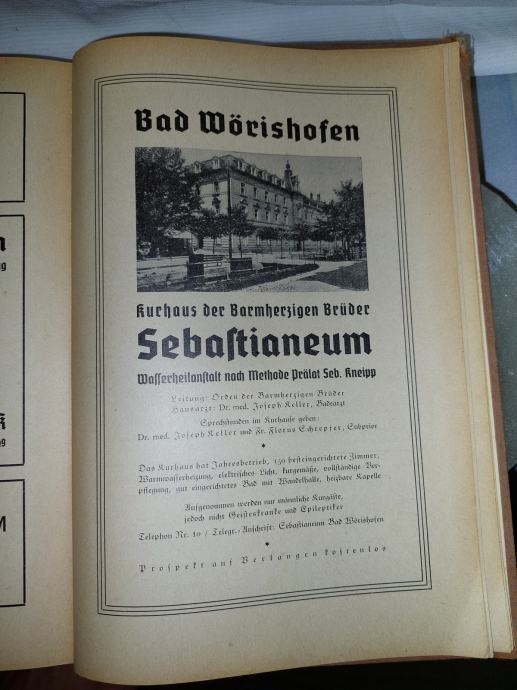 Bad Wörishofen
Kurhaus der Barmherzigen Brüder
Sebaſtianeum
Waſſerheilanſtalt nach Methode Prälat Seb. Kneipp
Leitung: Orden der Barmherzigen Brüder
Hausarzt: Dr. med. Joſeph Keller, Badearzt
Sprechſtunden im Kurhauſe geben:
Dr. med. Joſeph Keller und Fr. Florus Schrepfer, Subprior
*
Das Kurhaus hat Jahresbetrieb, 150 beſteingerichtete Zimmer,
Warmwaſſerheizung, elektriſches Licht, kurgemäße, vollſtändige Ver-
pflegung, gut eingerichtetes Bad mit Wandelhalle, heizbare Kapelle
Aufgenommen werden nur männliche Kurgäſte,
jedoch nicht Geiſteskranke und Epileptiker
Telephon Nr. 10 / Telegr.-Anſchrift: Sebaſtianeum Bad Wörishofen
*
Proſpekt auf Verlangen koſtenlos